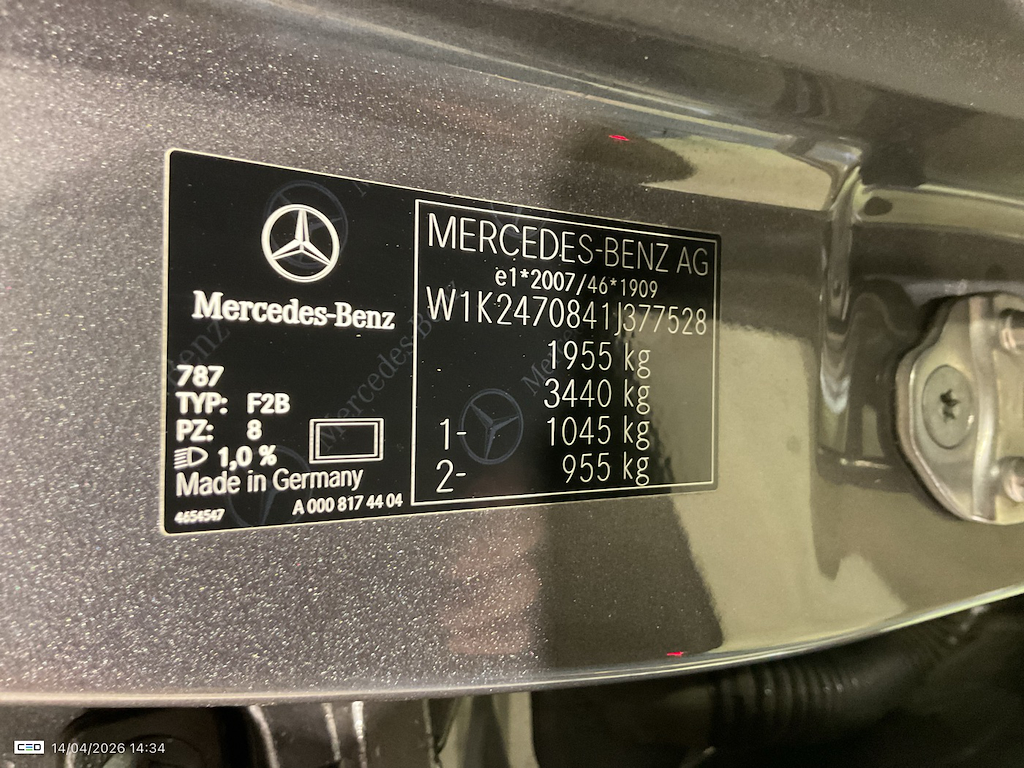 Mercedes-Benz
787
TYP: F2B
PZ: 8
1,0 %
Made in Germany
4654547
A 000 817 44 04
MERCEDES-BENZ AG
e1*2007/46*1909
W1K2470841J377528
1955 kg
3440 kg
1- 1045 kg
2- 955 kg
CEO 14/04/2026 14:34